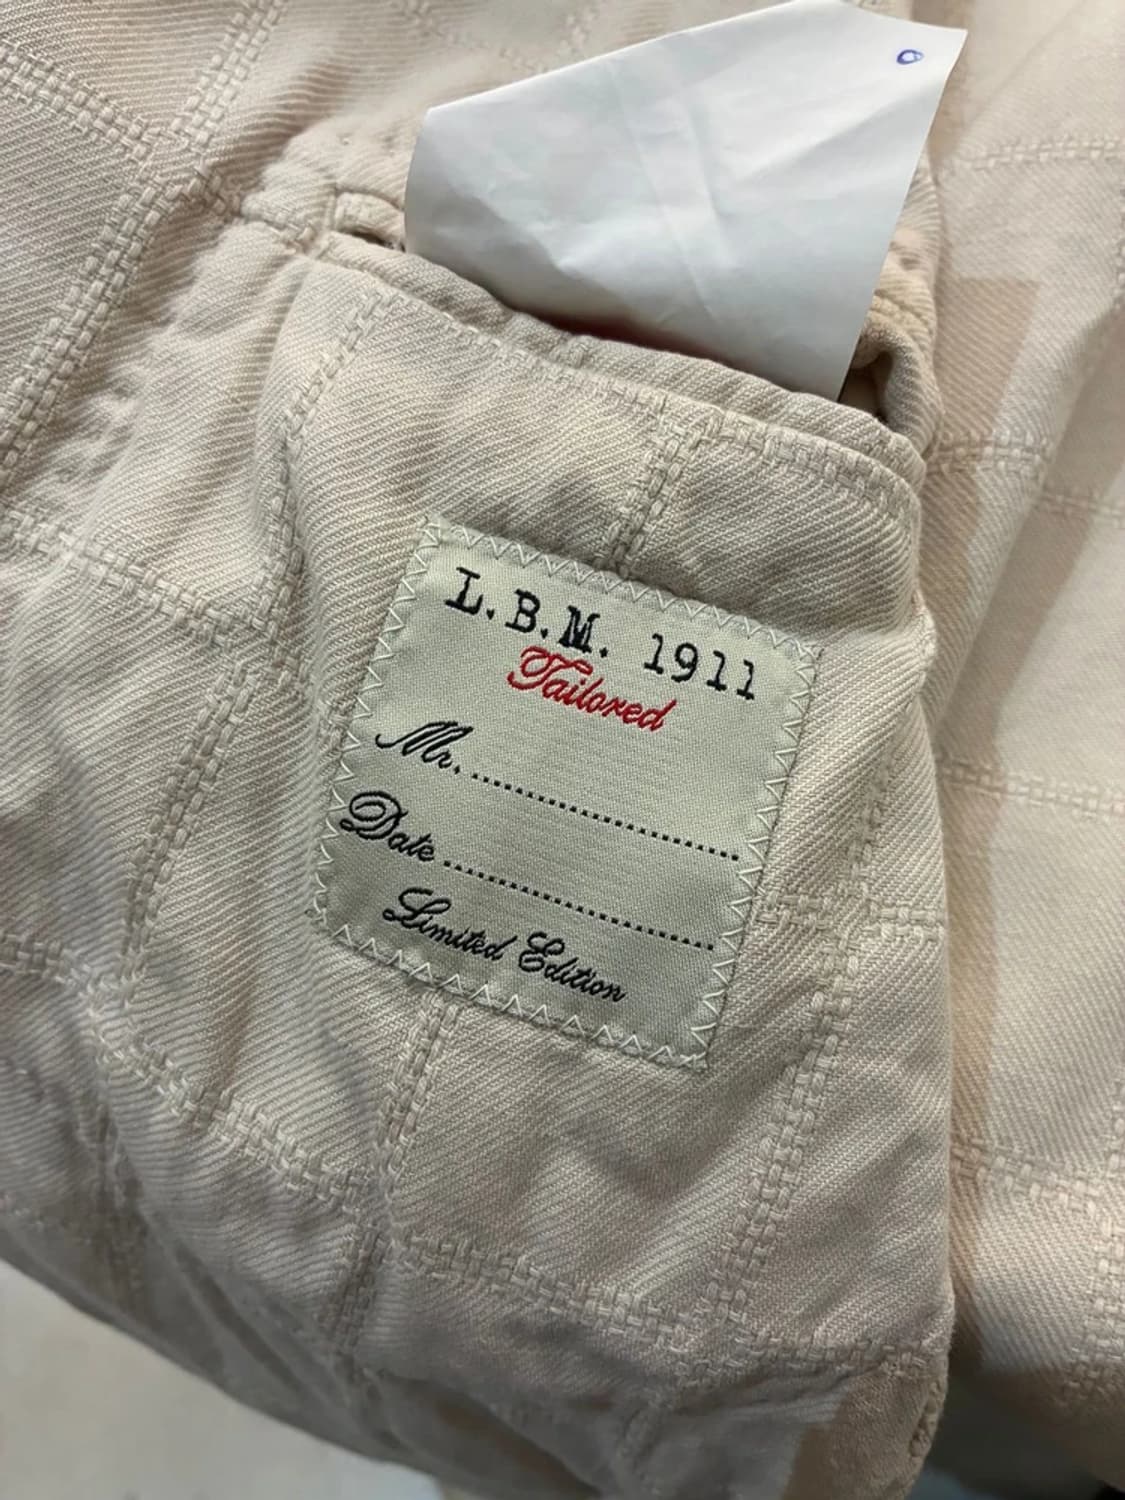 L.B.M. 1911
Tailored
Mr. ........................
Date ........................
Limited Edition